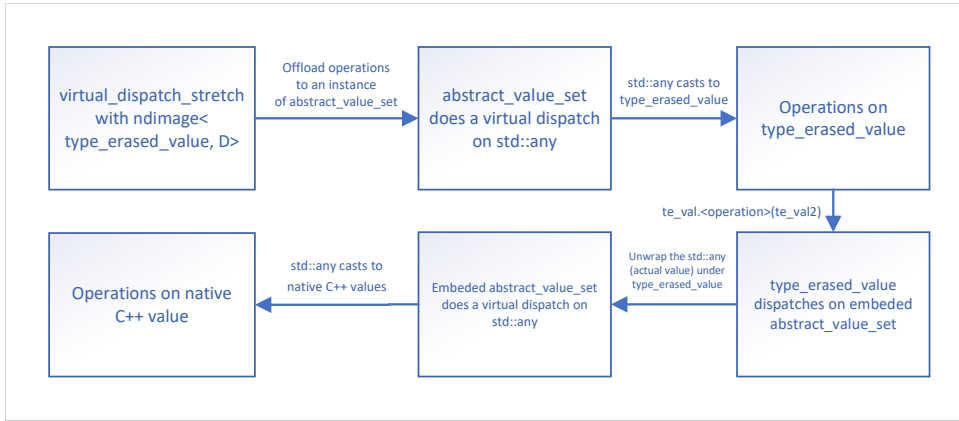 virtual_dispatch_stretch
with ndimage<
type_erased_value, D>
Offload operations
to an instance
of abstract_value_set
abstract_value_set
does a virtual dispatch
on std::any
std::any casts to
type_erased_value
Operations on
type_erased_value
te_val.<operation>(te_val2)
type_erased_value
dispatches on embeded
abstract_value_set
Unwrap the std::any
(actual value) under
type_erased_value
Embeded abstract_value_set
does a virtual dispatch on
std::any
std::any casts to
native C++ values
Operations on native
C++ value